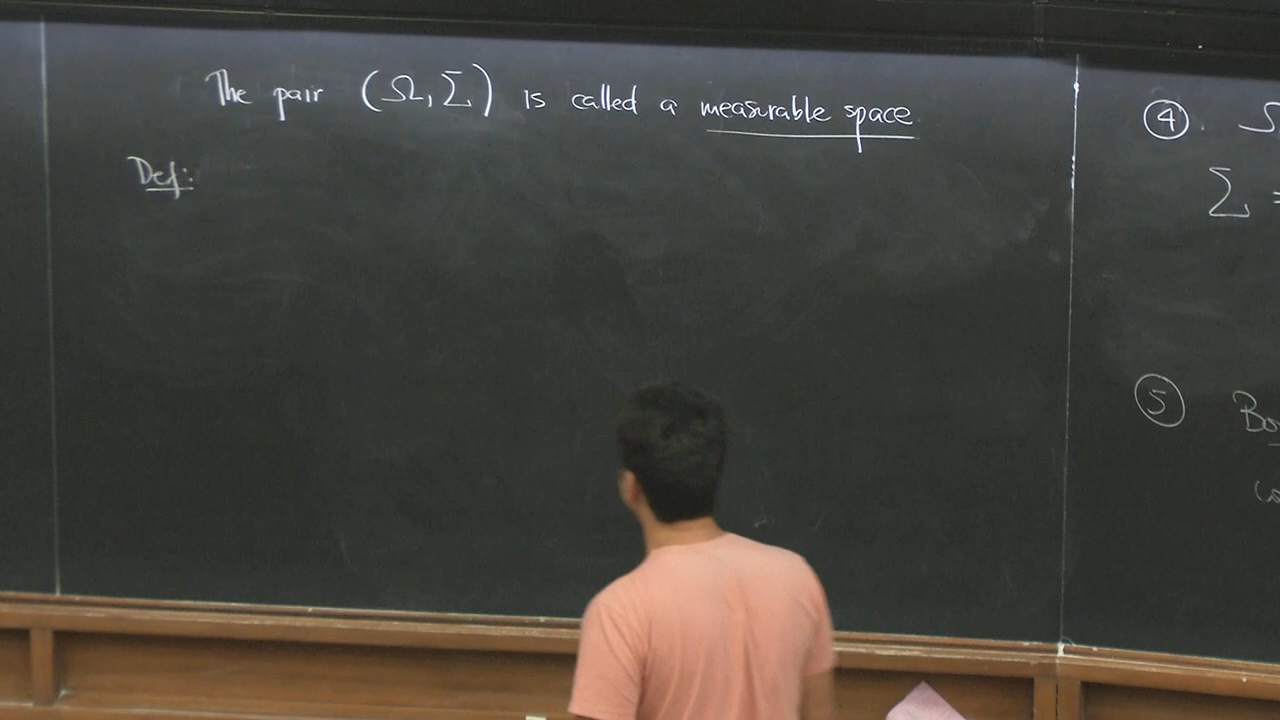 The pair (Ω, Σ) is called a measurable space
Def:
④
Σ =
⑤